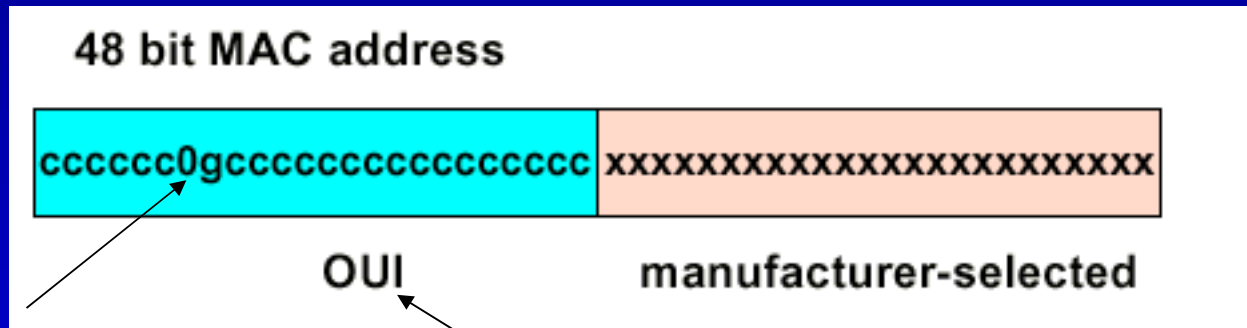 48 bit MAC address
cccccc0gcccccccccccccccc xxxxxxxxxxxxxxxxxxxxxxxx
OUI manufacturer-selected